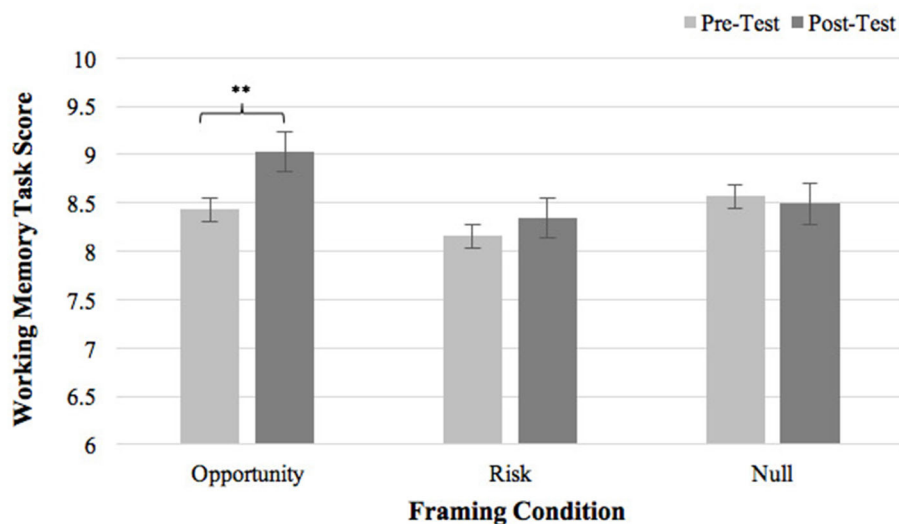 Pre-Test Post-Test
10
9.5
**
9
8.5
8
7.5
7
6.5
6
Working Memory Task Score
Opportunity Risk Null
Framing Condition